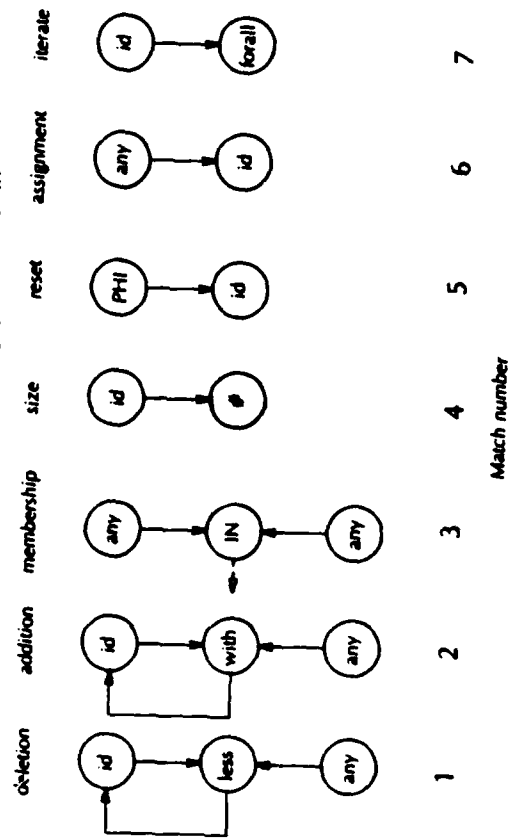 deletion addition membership size reset assignment iterate
id id any id PHI any id
less with IN # id id forall
any any any
1 2 3 4 5 6 7
Match number